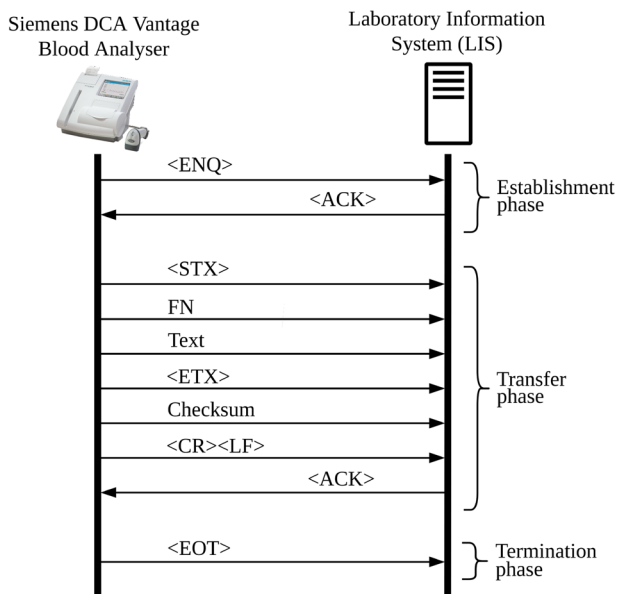 Siemens DCA Vantage
Blood Analyser
Laboratory Information
System (LIS)
<ENQ>
<ACK>
Establishment
phase
<STX>
FN
Text
<ETX>
Checksum
<CR><LF>
<ACK>
Transfer
phase
<EOT>
Termination
phase